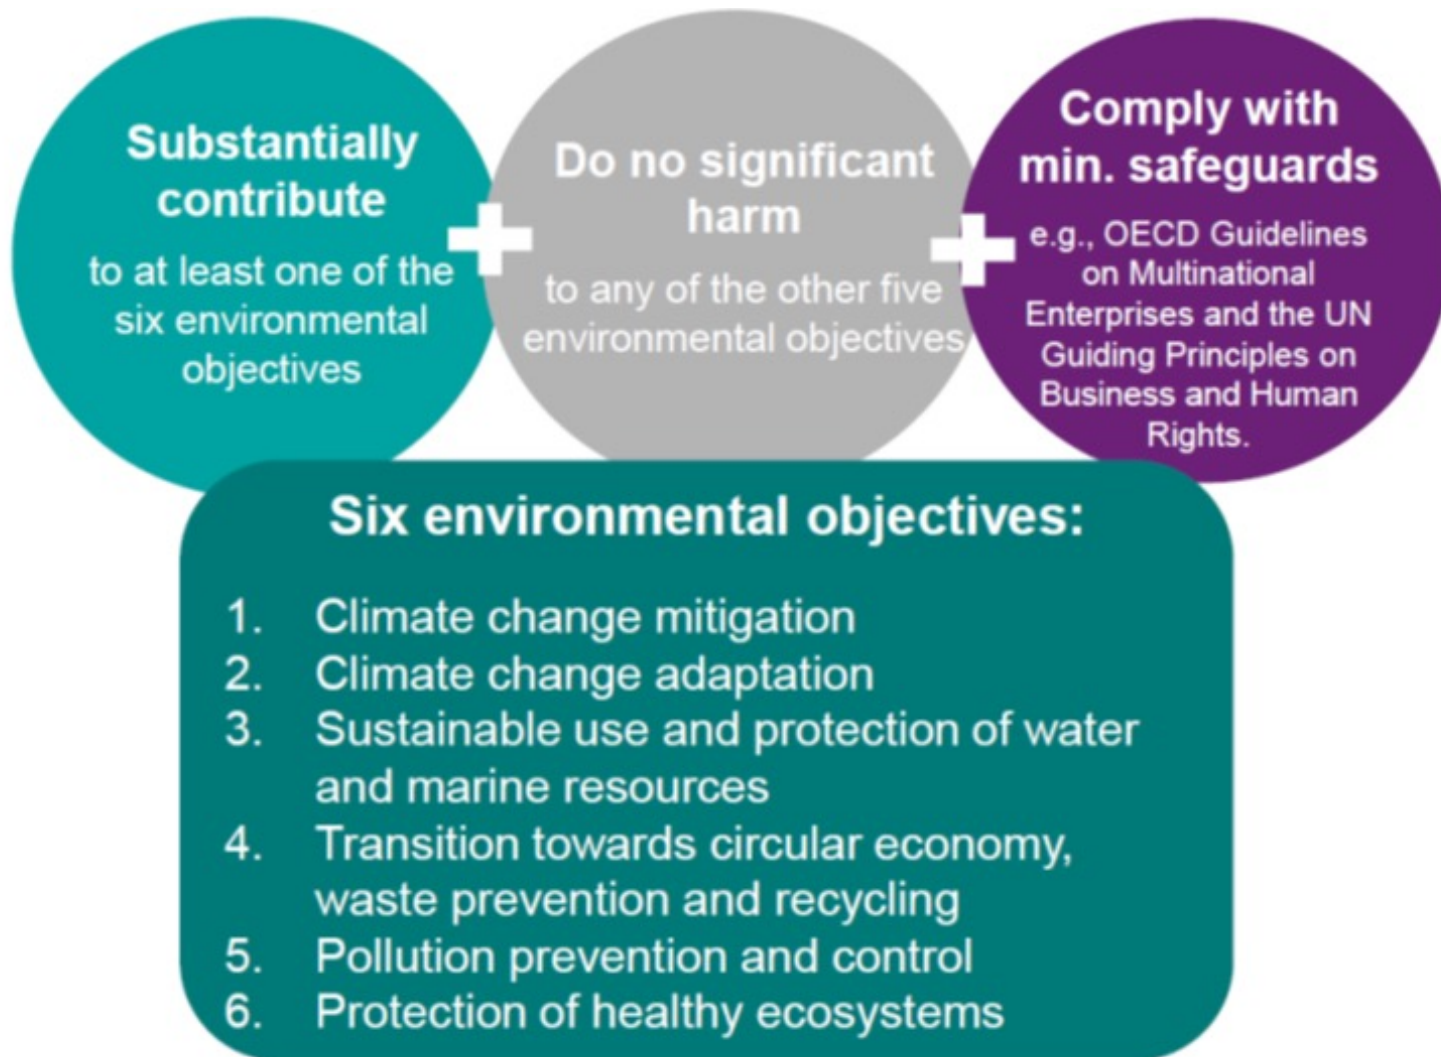 Substantially
contribute
to at least one of the
six environmental
objectives
Do no significant
harm
to any of the other five
environmental objectives
Comply with
min. safeguards
e.g., OECD Guidelines
on Multinational
Enterprises and the UN
Guiding Principles on
Business and Human
Rights.
Six environmental objectives:
1. Climate change mitigation
2. Climate change adaptation
3. Sustainable use and protection of water
and marine resources
4. Transition towards circular economy,
waste prevention and recycling
5. Pollution prevention and control
6. Protection of healthy ecosystems